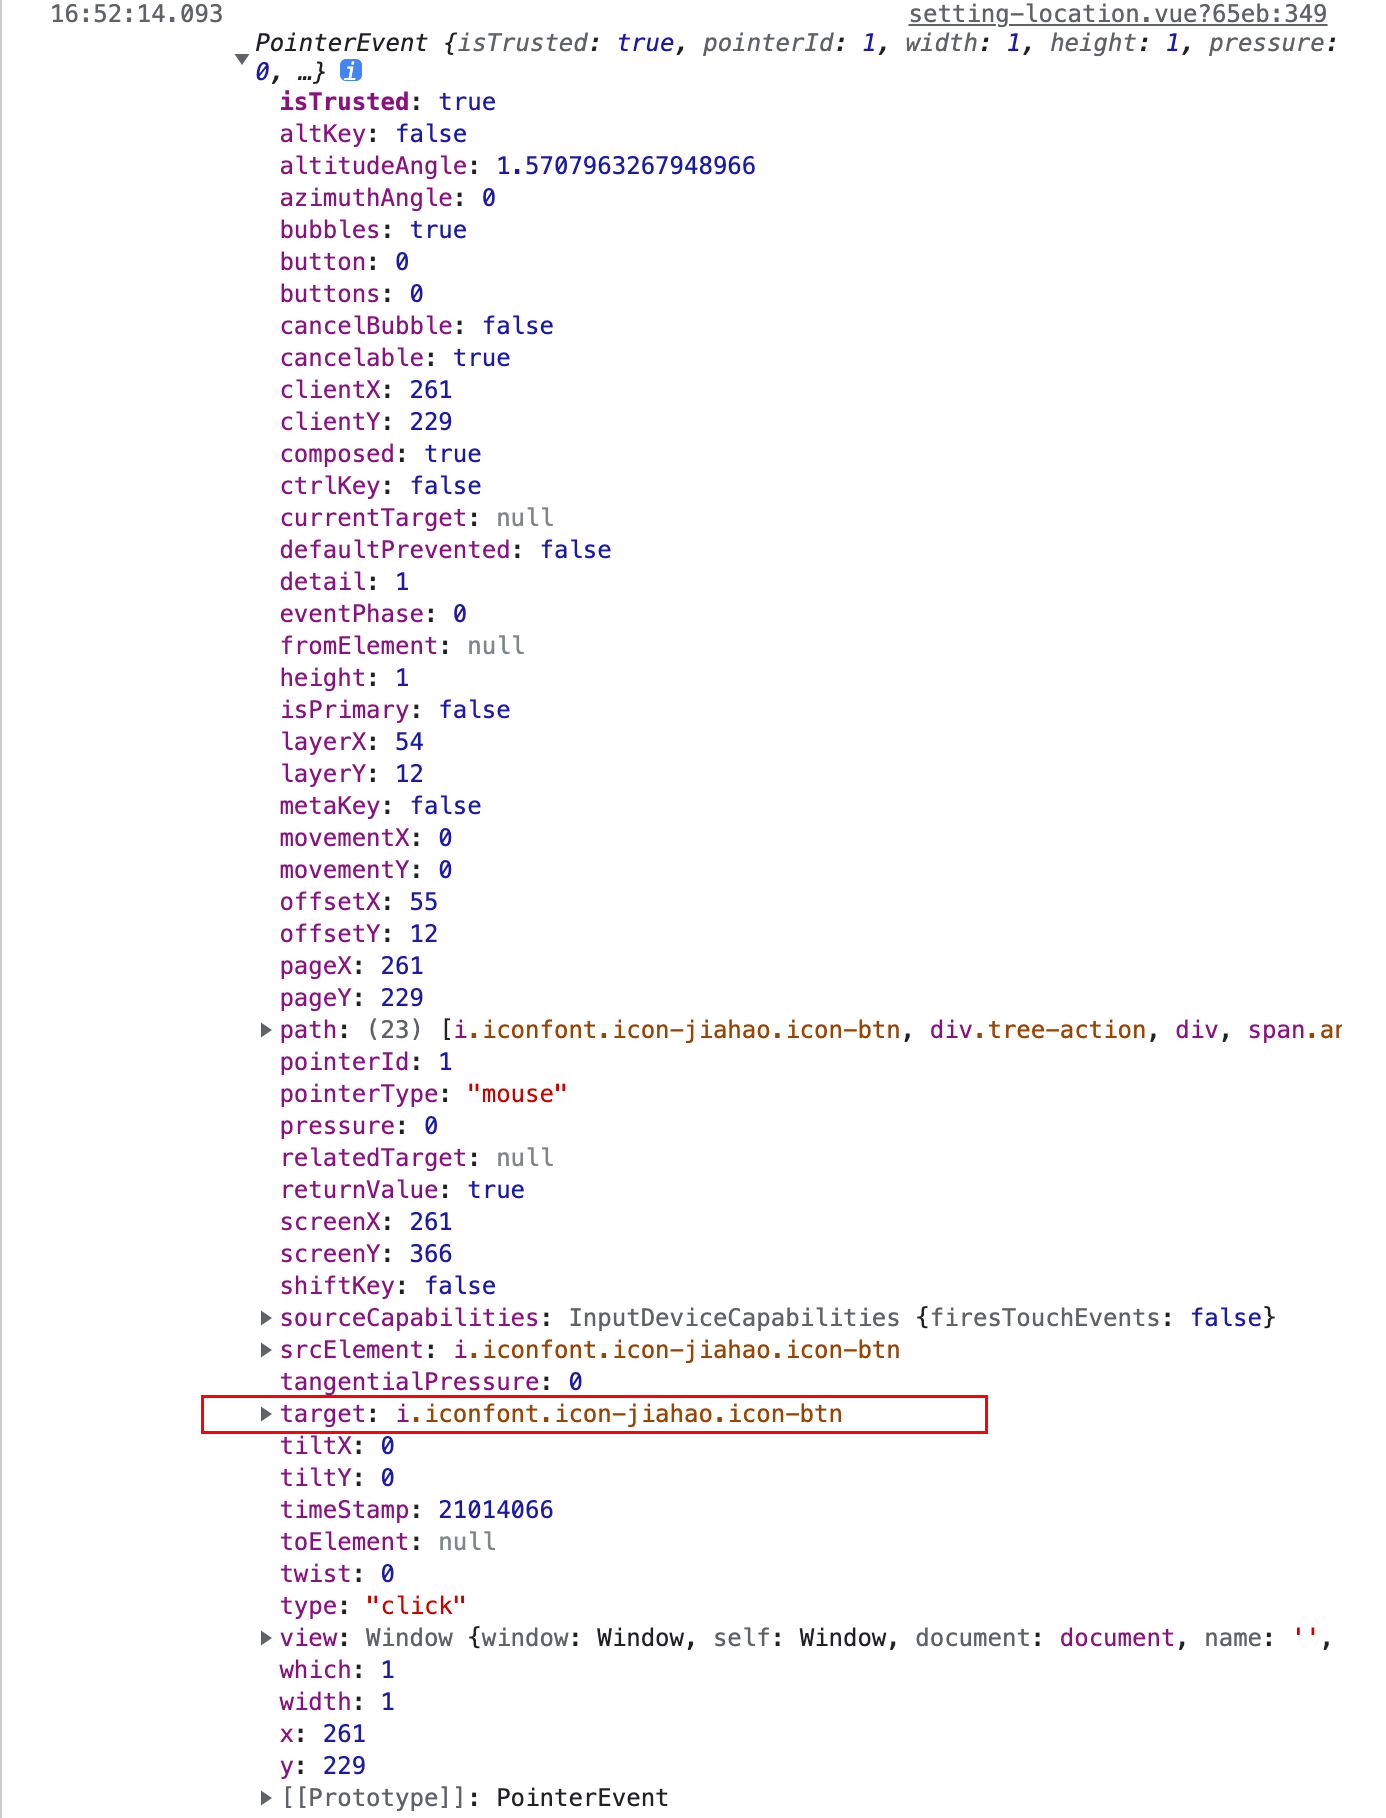 16:52:14.093 setting-location.vue?65eb:349
PointerEvent {isTrusted: true, pointerId: 1, width: 1, height: 1, pressure:
0, …} i
isTrusted: true
altKey: false
altitudeAngle: 1.5707963267948966
azimuthAngle: 0
bubbles: true
button: 0
buttons: 0
cancelBubble: false
cancelable: true
clientX: 261
clientY: 229
composed: true
ctrlKey: false
currentTarget: null
defaultPrevented: false
detail: 1
eventPhase: 0
fromElement: null
height: 1
isPrimary: false
layerX: 54
layerY: 12
metaKey: false
movementX: 0
movementY: 0
offsetX: 55
offsetY: 12
pageX: 261
pageY: 229
path: (23) [i.iconfont.icon-jiahao.icon-btn, div.tree-action, div, span.an
pointerId: 1
pointerType: "mouse"
pressure: 0
relatedTarget: null
returnValue: true
screenX: 261
screenY: 366
shiftKey: false
sourceCapabilities: InputDeviceCapabilities {firesTouchEvents: false}
srcElement: i.iconfont.icon-jiahao.icon-btn
tangentialPressure: 0
target: i.iconfont.icon-jiahao.icon-btn
tiltX: 0
tiltY: 0
timeStamp: 21014066
toElement: null
twist: 0
type: "click"
view: Window {window: Window, self: Window, document: document, name: '',
which: 1
width: 1
x: 261
y: 229
[[Prototype]]: PointerEvent